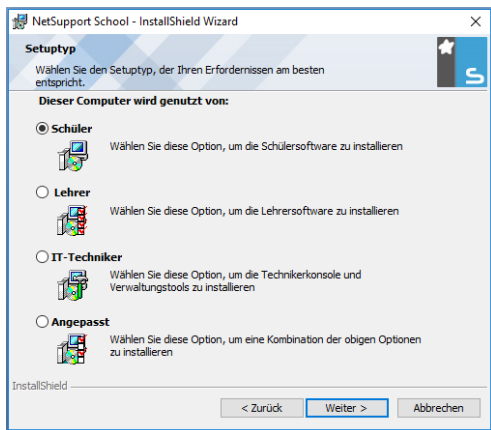 NetSupport School - InstallShield Wizard
Setuptyp
Wählen Sie den Setuptyp, der Ihren Erfordernissen am besten
entspricht.
S
Dieser Computer wird genutzt von:
Schüler
Wählen Sie diese Option, um die Schülersoftware zu installieren
Lehrer
Wählen Sie diese Option, um die Lehrersoftware zu installieren
IT-Techniker
Wählen Sie diese Option, um die Technikerkonsole und
Verwaltungstools zu installieren
Angepasst
Wählen Sie diese Option, um eine Kombination der obigen Optionen
zu installieren
InstallShield
< Zurück Weiter > Abbrechen